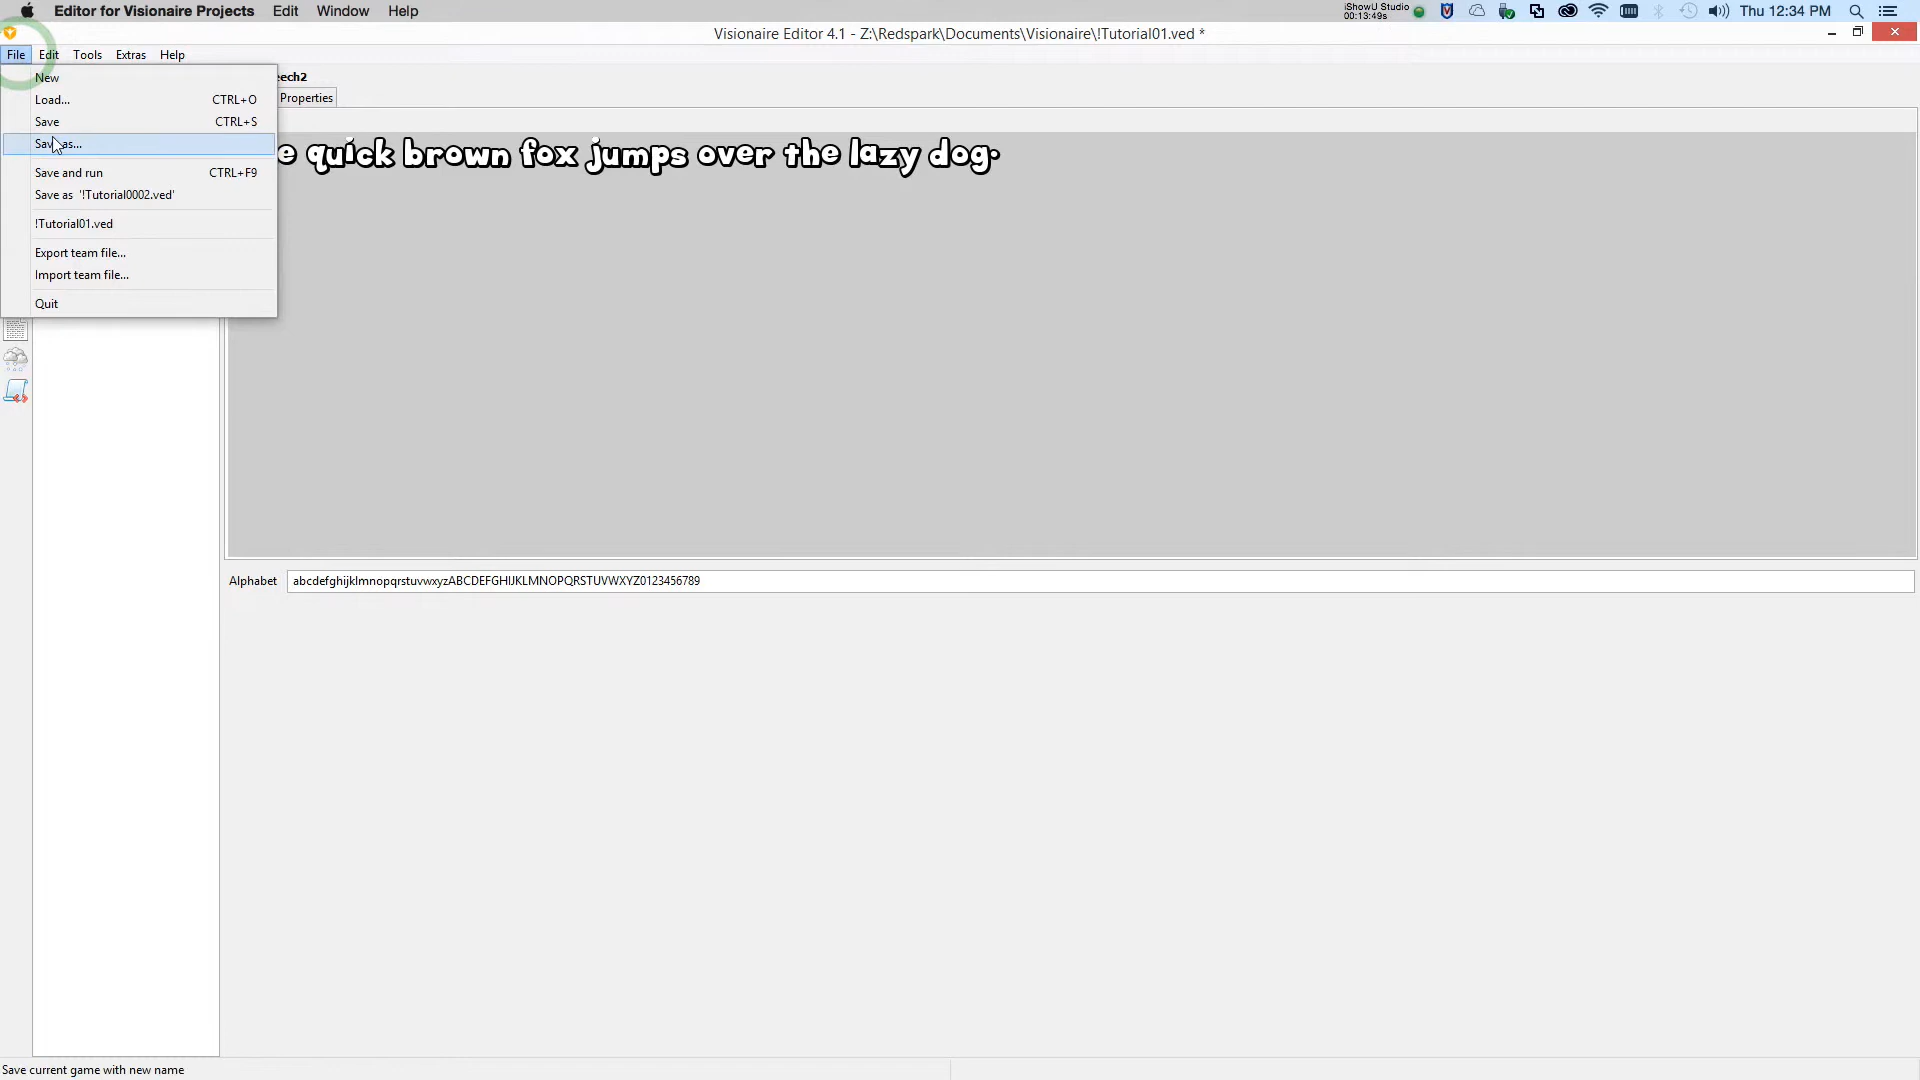 Editor for Visionaire Projects Edit Window Help
iShowU Studio
00:13:49s
Thu 12:34 PM
Visionaire Editor 4.1 - Z:\Redspark\Documents\Visionaire\!Tutorial01.ved *
File Edit Tools Extras Help
eech2
New
Properties
Load... CTRL+O
Save CTRL+S
Save as...
e quick brown fox jumps over the lazy dog.
Save and run CTRL+F9
Save as '!Tutorial0002.ved'
!Tutorial01.ved
Export team file...
Import team file...
Quit
Alphabet abcdefghijklmnopqrstuvwxyzABCDEFGHIJKLMNOPQRSTUVWXYZ0123456789
Save current game with new name